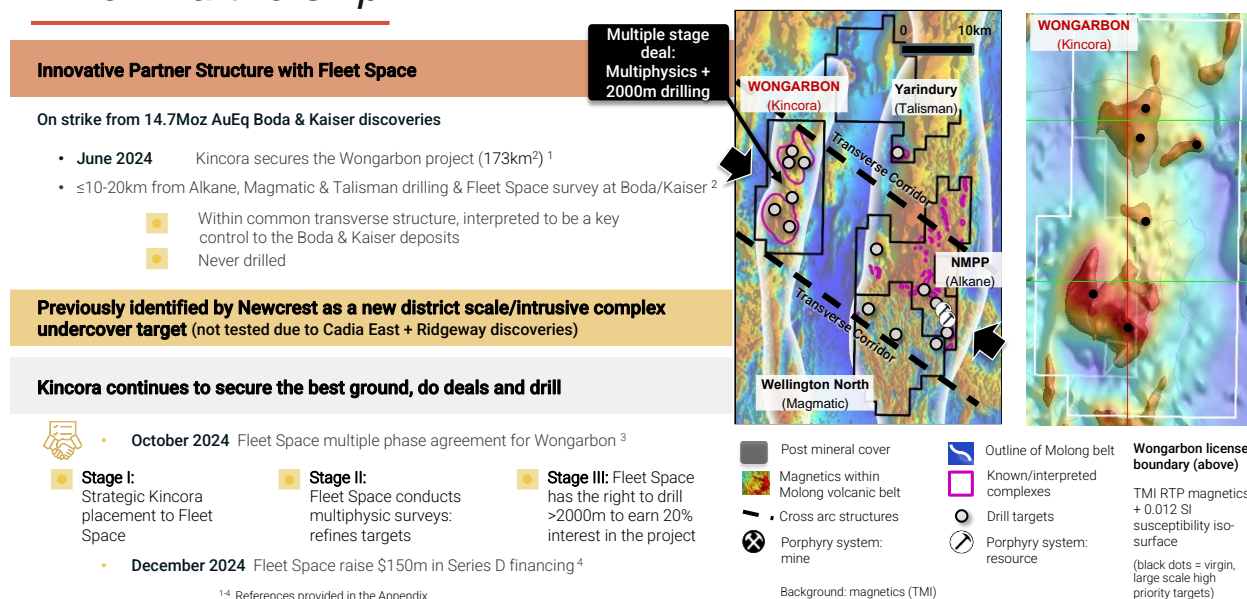 Innovative Partner Structure with Fleet Space
On strike from 14.7Moz AuEq Boda & Kaiser discoveries
• June 2024 Kincora secures the Wongarbon project (173km2) 1
• ≤10-20km from Alkane, Magmatic & Talisman drilling & Fleet Space survey at Boda/Kaiser 2
Within common transverse structure, interpreted to be a key
control to the Boda & Kaiser deposits
Never drilled
Previously identified by Newcrest as a new district scale/intrusive complex
undercover target (not tested due to Cadia East + Ridgeway discoveries)
Kincora continues to secure the best ground, do deals and drill
• October 2024 Fleet Space multiple phase agreement for Wongarbon 3
Stage I:
Strategic Kincora
placement to Fleet
Space
Stage II:
Fleet Space conducts
multiphysic surveys:
refines targets
Stage III: Fleet Space
has the right to drill
>2000m to earn 20%
interest in the project
• December 2024 Fleet Space raise $150m in Series D financing 4
1-4 References provided in the Appendix
Multiple stage
deal:
Multiphysics +
2000m drilling
0 10km
WONGARBON
(Kincora)
Yarindury
(Talisman)
Transverse Corridor
NMPP
(Alkane)
Transverse Corridor
Wellington North
(Magmatic)
WONGARBON
(Kincora)
Post mineral cover
Magnetics within
Molong volcanic belt
Cross arc structures
Porphyry system:
mine
Outline of Molong belt
Known/interpreted
complexes
Drill targets
Porphyry system:
resource
Background: magnetics (TMI)
Wongarbon license
boundary (above)
TMI RTP magnetics
+ 0.012 SI
susceptibility iso-
surface
(black dots = virgin,
large scale high
priority targets)